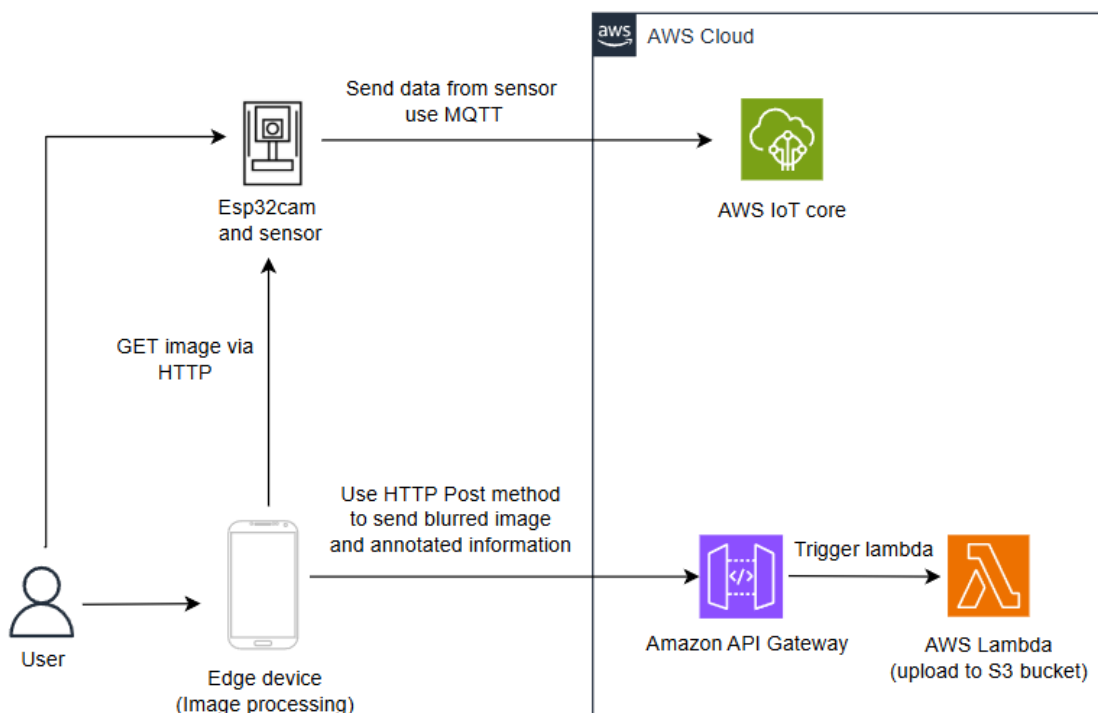 aws
AWS Cloud
Send data from sensor
use MQTT
Esp32cam
and sensor
AWS IoT core
GET image via
HTTP
Use HTTP Post method
to send blurred image
and annotated information
</>
Trigger lambda
User
Edge device
(Image processing)
Amazon API Gateway
AWS Lambda
(upload to S3 bucket)